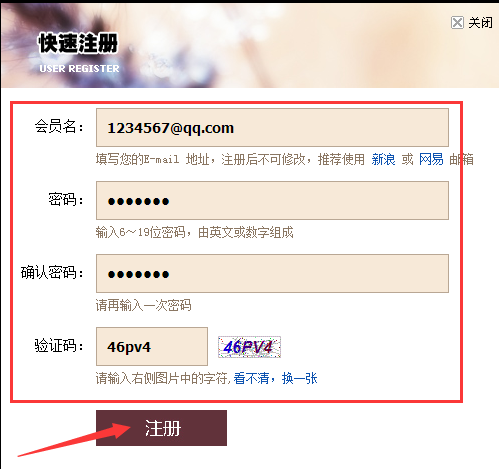 关闭
快速注册
USER REGISTER
会员名： 1234567@qq.com
填写您的E-mail 地址，注册后不可修改，推荐使用 新浪 或 网易 邮箱
密码： ●●●●●●●
输入6～19位密码，由英文或数字组成
确认密码： ●●●●●●●
请再输入一次密码
验证码： 46pv4 46PV4
请输入右侧图片中的字符,看不清，换一张
注册